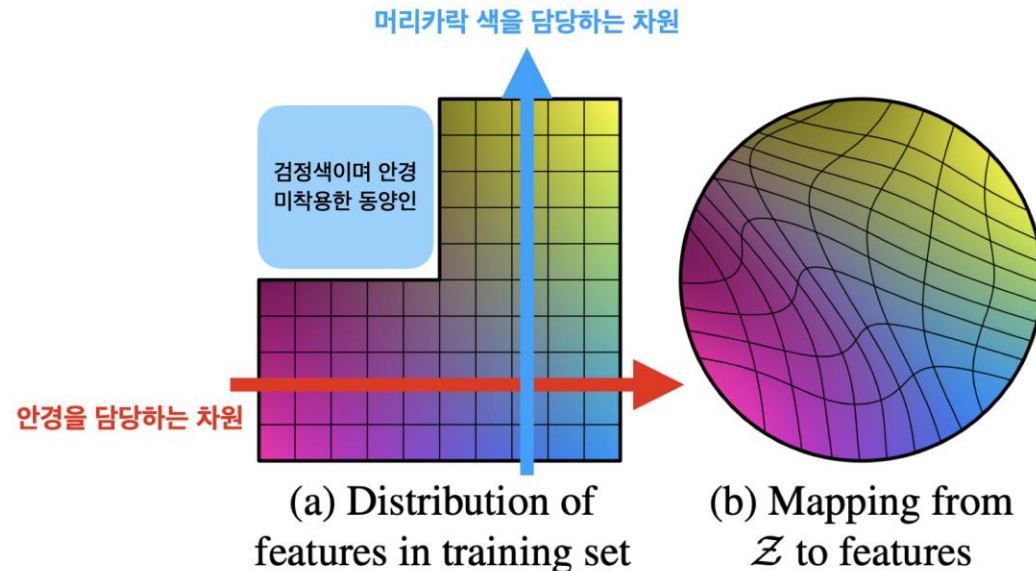 머리카락 색을 담당하는 차원
검정색이며 안경
미착용한 동양인
안경을 담당하는 차원
(a) Distribution of
features in training set
(b) Mapping from
𝒵 to features